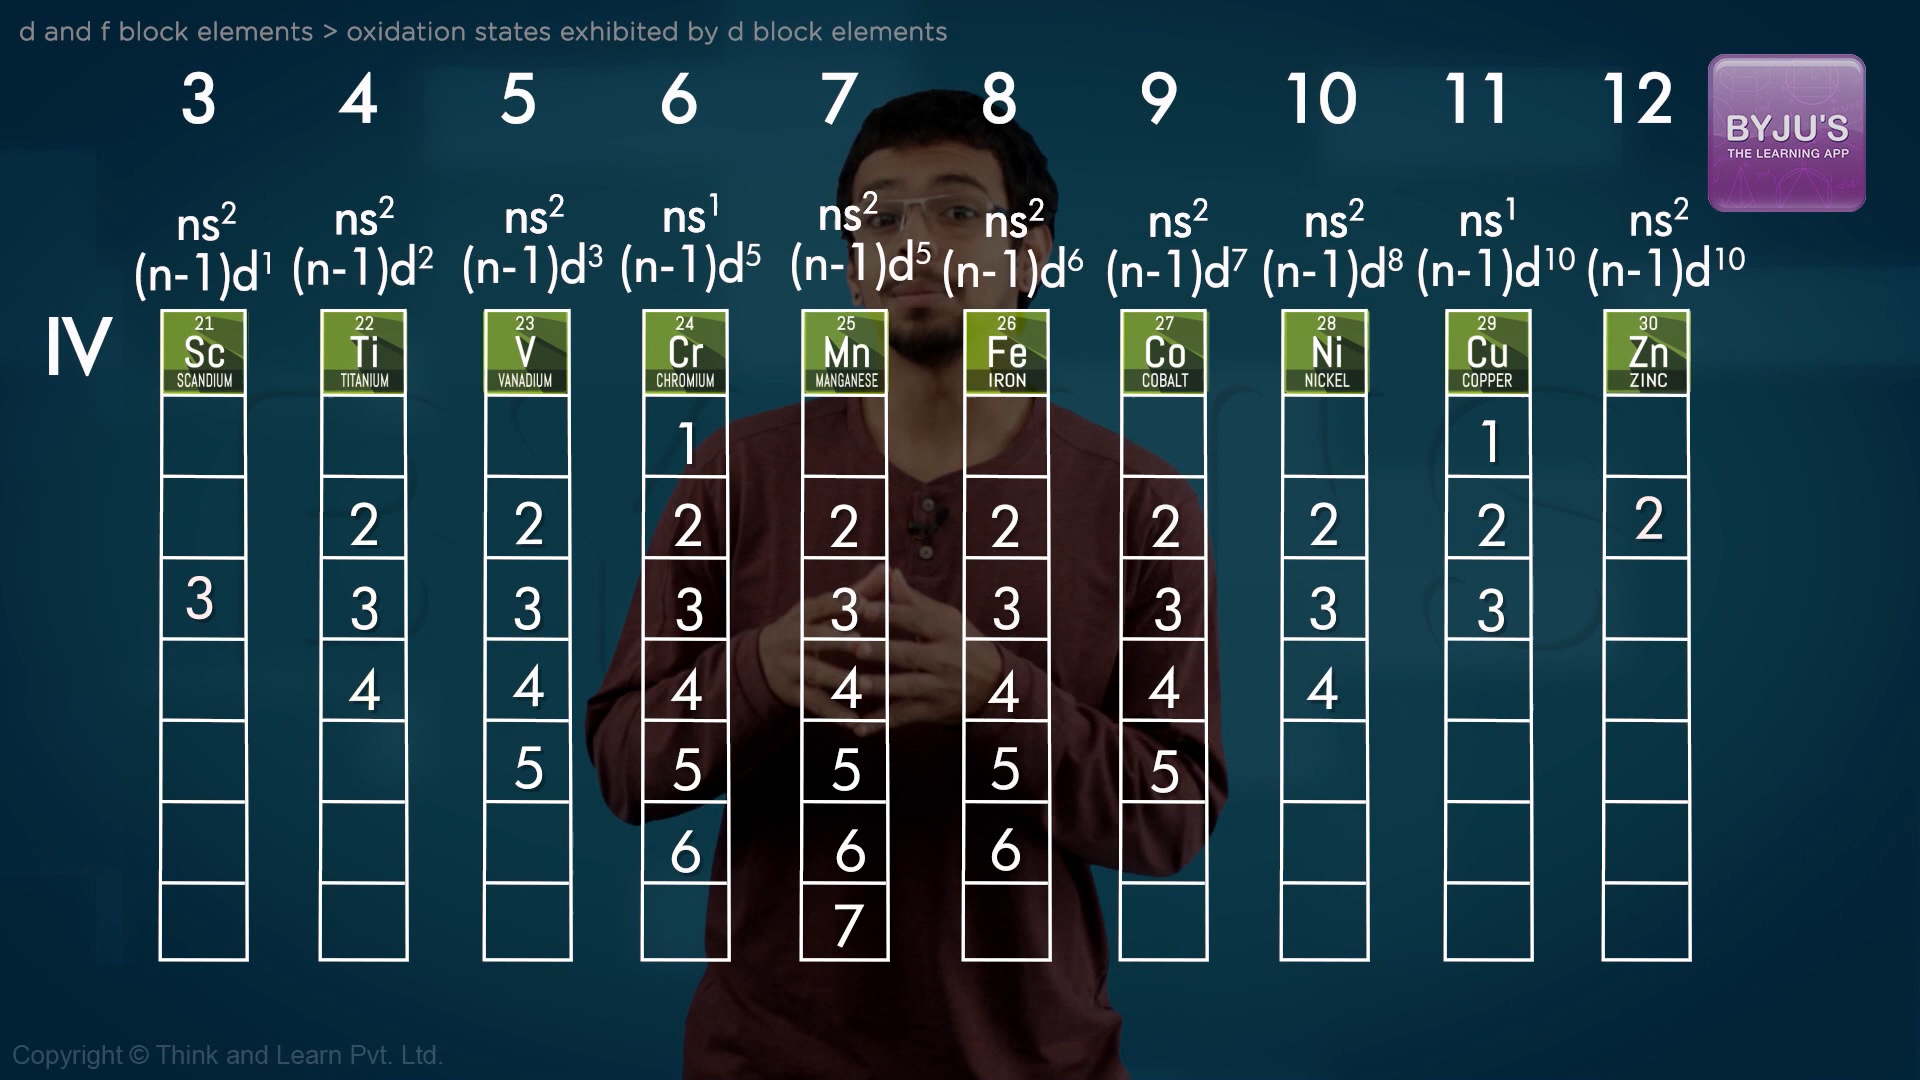 d and f block elements > oxidation states exhibited by d block elements
3 4 5 6 7 8 9 10 11 12
BYJU'S
THE LEARNING APP
ns² ns² ns² ns¹ ns² ns² ns² ns² ns¹ ns²
(n-1)d¹ (n-1)d² (n-1)d³ (n-1)d⁵ (n-1)d⁵ (n-1)d⁶ (n-1)d⁷ (n-1)d⁸ (n-1)d¹⁰ (n-1)d¹⁰
21 22 23 24 25 26 27 28 29 30
IV Sc Ti V Cr Mn Fe Co Ni Cu Zn
SCANDIUM TITANIUM VANADIUM CHROMIUM MANGANESE IRON COBALT NICKEL COPPER ZINC
1 1
2 2 2 2 2 2 2 2 2
3 3 3 3 3 3 3 3 3
4 4 4 4 4 4 4
5 5 5 5 5
6 6 6
7
Copyright © Think and Learn Pvt. Ltd.